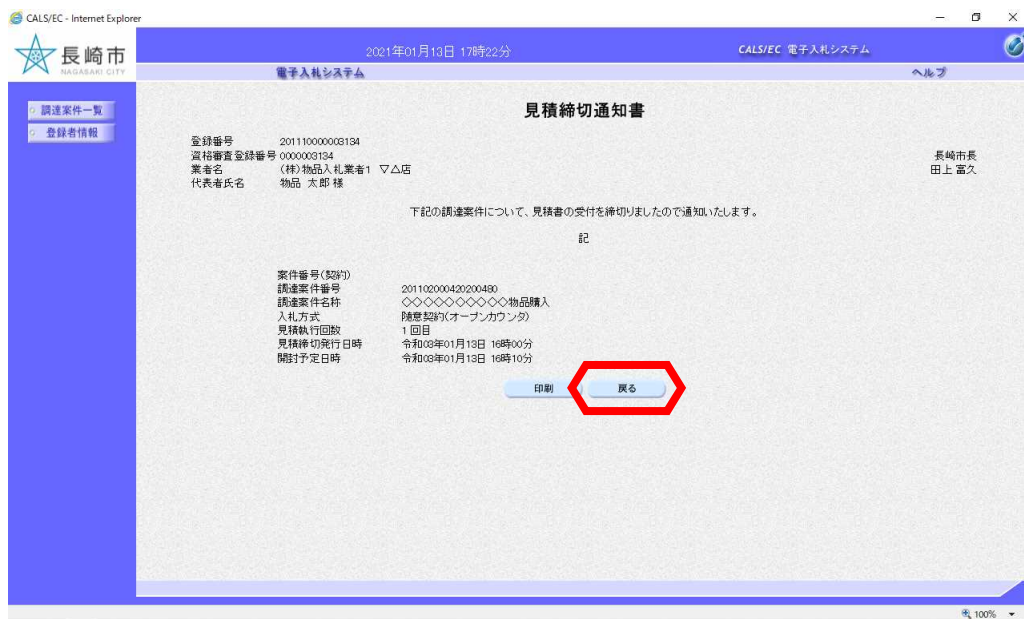 CALS/EC - Internet Explorer
長崎市
NAGASAKI CITY
2021年01月13日 17時22分
CALS/EC 電子入札システム
電子入札システム
ヘルプ
調達案件一覧
登録者情報
見積締切通知書
登録番号 201110000003134
資格審査登録番号 0000003134
業者名 (株)物品入札業者1 ▽△店
代表者氏名 物品 太郎 様
長崎市長
田上 富久
下記の調達案件について、見積書の受付を締切りましたので通知いたします。
記
案件番号(契約)
調達案件番号 201102000420200480
調達案件名称 ◇◇◇◇◇◇◇◇◇◇物品購入
入札方式 随意契約(オープンカウンタ)
見積執行回数 1 回目
見積締切発行日時 令和03年01月13日 16時00分
開封予定日時 令和03年01月13日 16時10分
印刷
戻る
100%